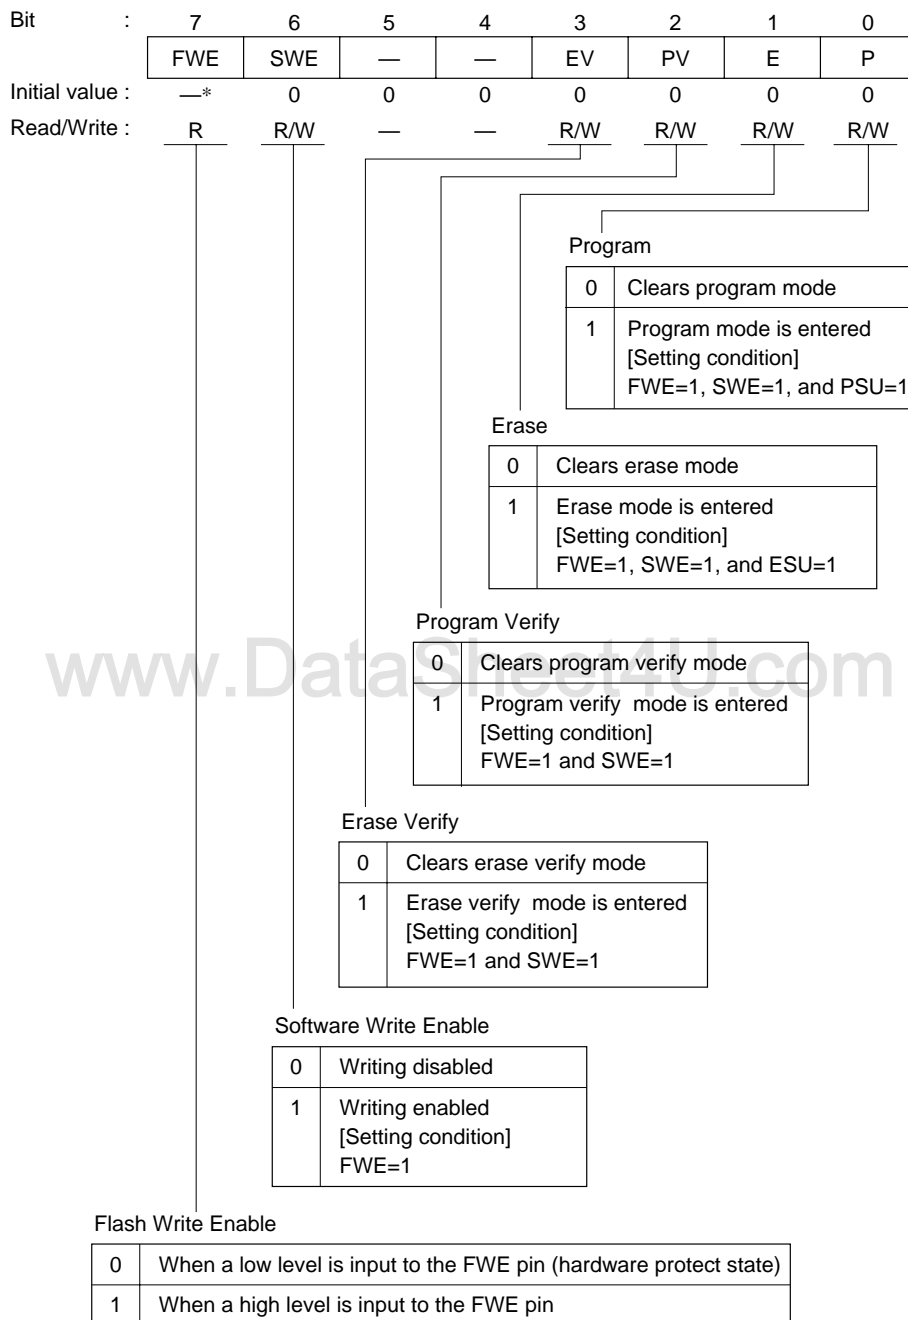 Bit : 7 6 5 4 3 2 1 0
FWE SWE — — EV PV E P
Initial value : —* 0 0 0 0 0 0 0
Read/Write : R R/W — — R/W R/W R/W R/W
Program
0 Clears program mode
1 Program mode is entered
[Setting condition]
FWE=1, SWE=1, and PSU=1
Erase
0 Clears erase mode
1 Erase mode is entered
[Setting condition]
FWE=1, SWE=1, and ESU=1
Program Verify
www.DataSheet4U.com
0 Clears program verify mode
1 Program verify mode is entered
[Setting condition]
FWE=1 and SWE=1
Erase Verify
0 Clears erase verify mode
1 Erase verify mode is entered
[Setting condition]
FWE=1 and SWE=1
Software Write Enable
0 Writing disabled
1 Writing enabled
[Setting condition]
FWE=1
Flash Write Enable
0 When a low level is input to the FWE pin (hardware protect state)
1 When a high level is input to the FWE pin